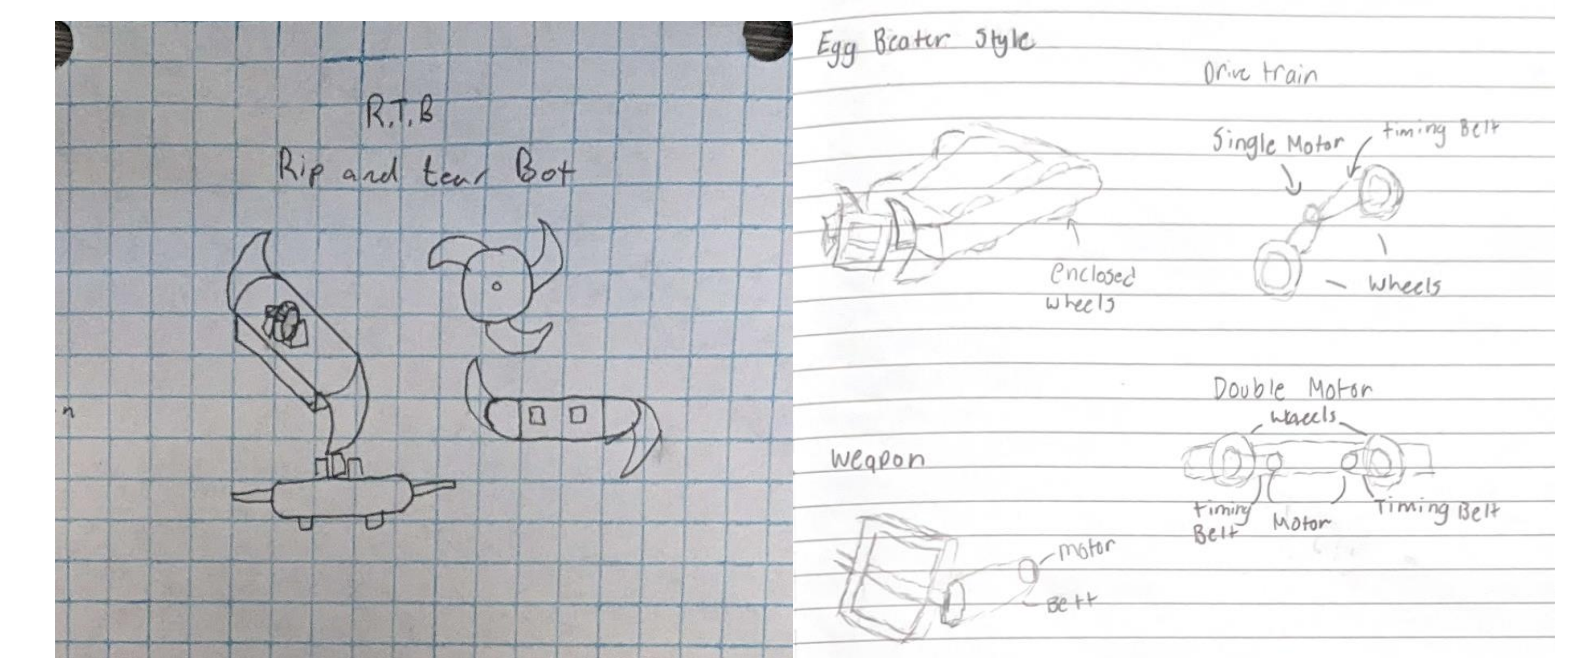 R.T.B
Rip and tear Bot
n
Egg Beater Style
Drive train
Single Motor
timing Belt
enclosed
wheels
Wheels
Double Motor
wheels
Weapon
timing
Belt
Motor
Timing Belt
Motor
Belt